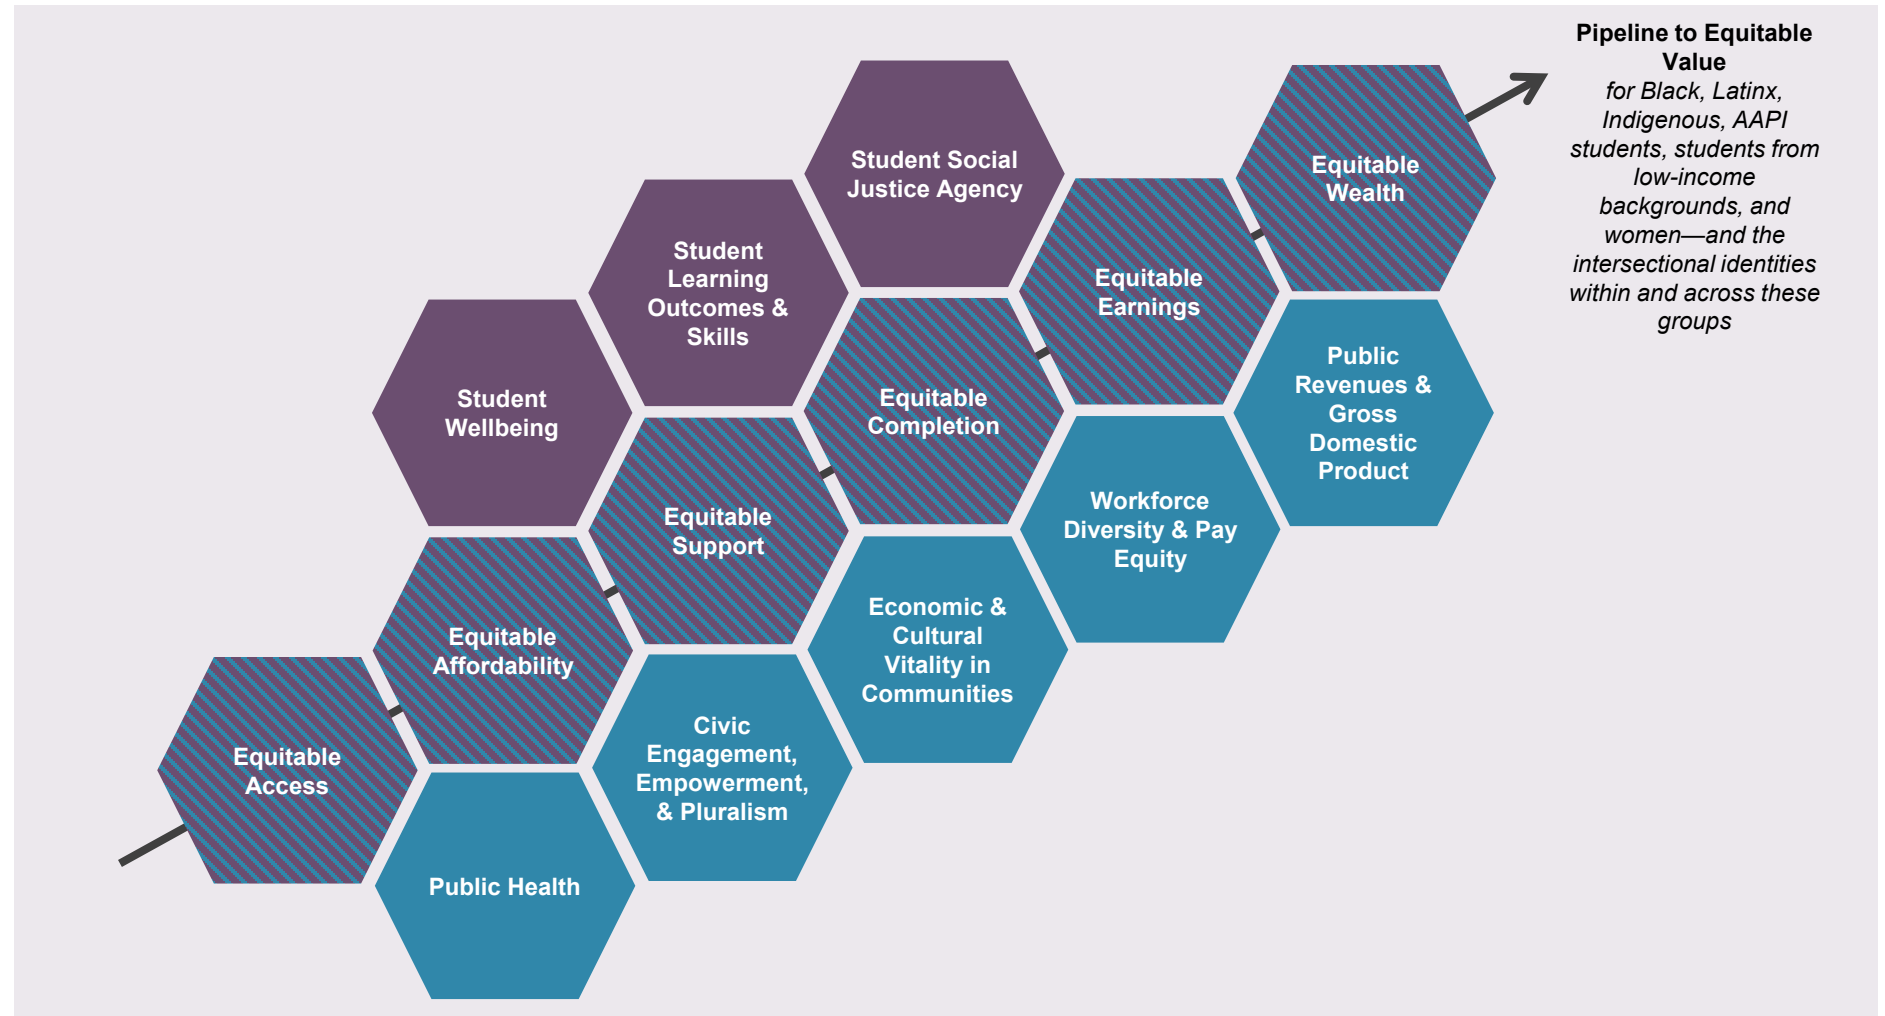 Pipeline to Equitable
Value
for Black, Latinx,
Indigenous, AAPI
students, students from
low-income
backgrounds, and
women—and the
intersectional identities
within and across these
groups
Student Social
Justice Agency
Equitable
Wealth
Student
Learning
Outcomes &
Skills
Equitable
Earnings
Student
Wellbeing
Equitable
Completion
Public
Revenues &
Gross
Domestic
Product
Equitable
Support
Workforce
Diversity & Pay
Equity
Equitable
Affordability
Economic &
Cultural
Vitality in
Communities
Equitable
Access
Civic
Engagement,
Empowerment,
& Pluralism
Public Health